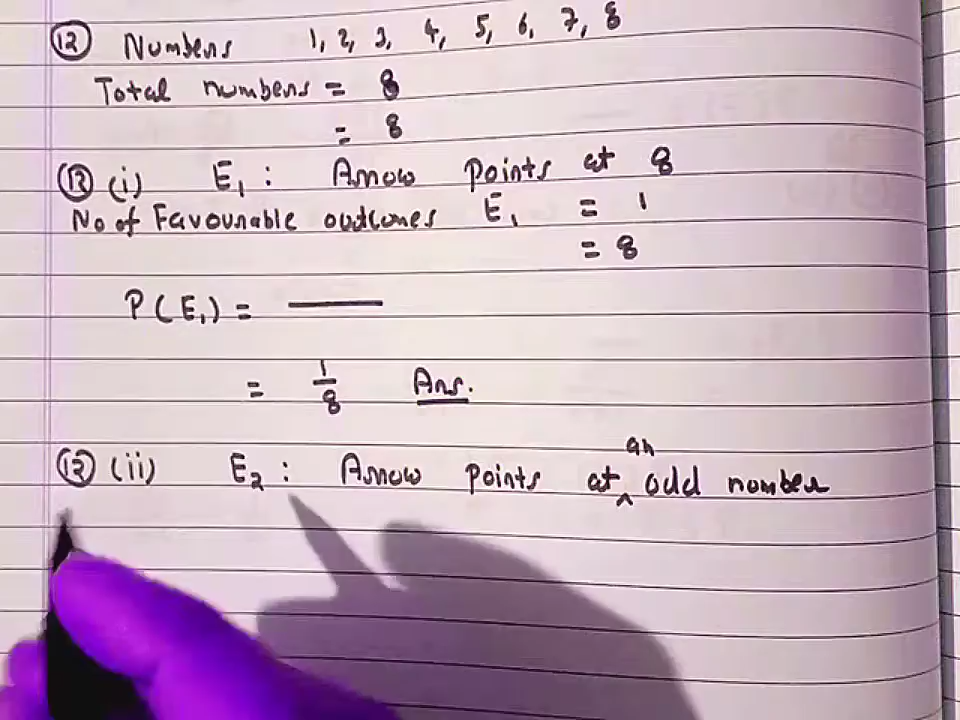 12 Numbers 1, 2, 3, 4, 5, 6, 7, 8
Total numbers = 8
= 8
12 (i) E1 : Arrow Points at 8
No of Favourable outcomes E1 = 1
= 8
P(E1) =
= 1/8 Ans.
an
12 (ii) E2 : Arrow points at ^ odd number